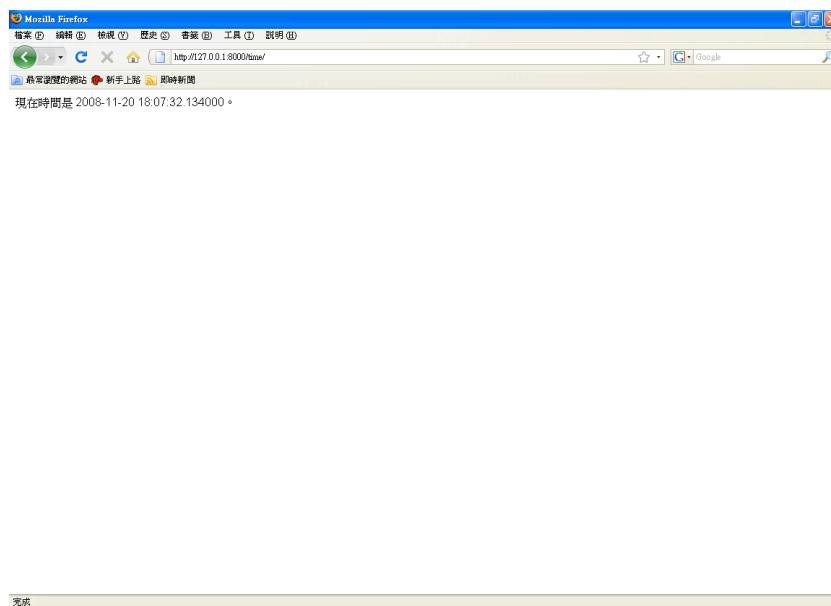 Mozilla Firefox
檔案(F) 編輯(E) 檢視(V) 歷史(S) 書籤(B) 工具(T) 說明(H)
http://127.0.0.1:8000/time/
G Google
最常瀏覽的網站 新手上路 即時新聞
現在時間是 2008-11-20 18:07:32.134000。
完成